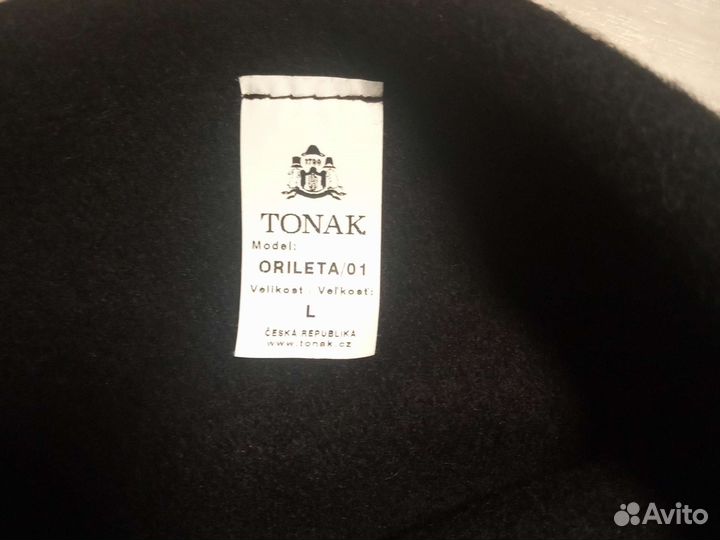 1799
TONAK
Model:
ORILETA/01
Velikost : Veľkosť:
L
ČESKÁ REPUBLIKA
www.tonak.cz
Avito